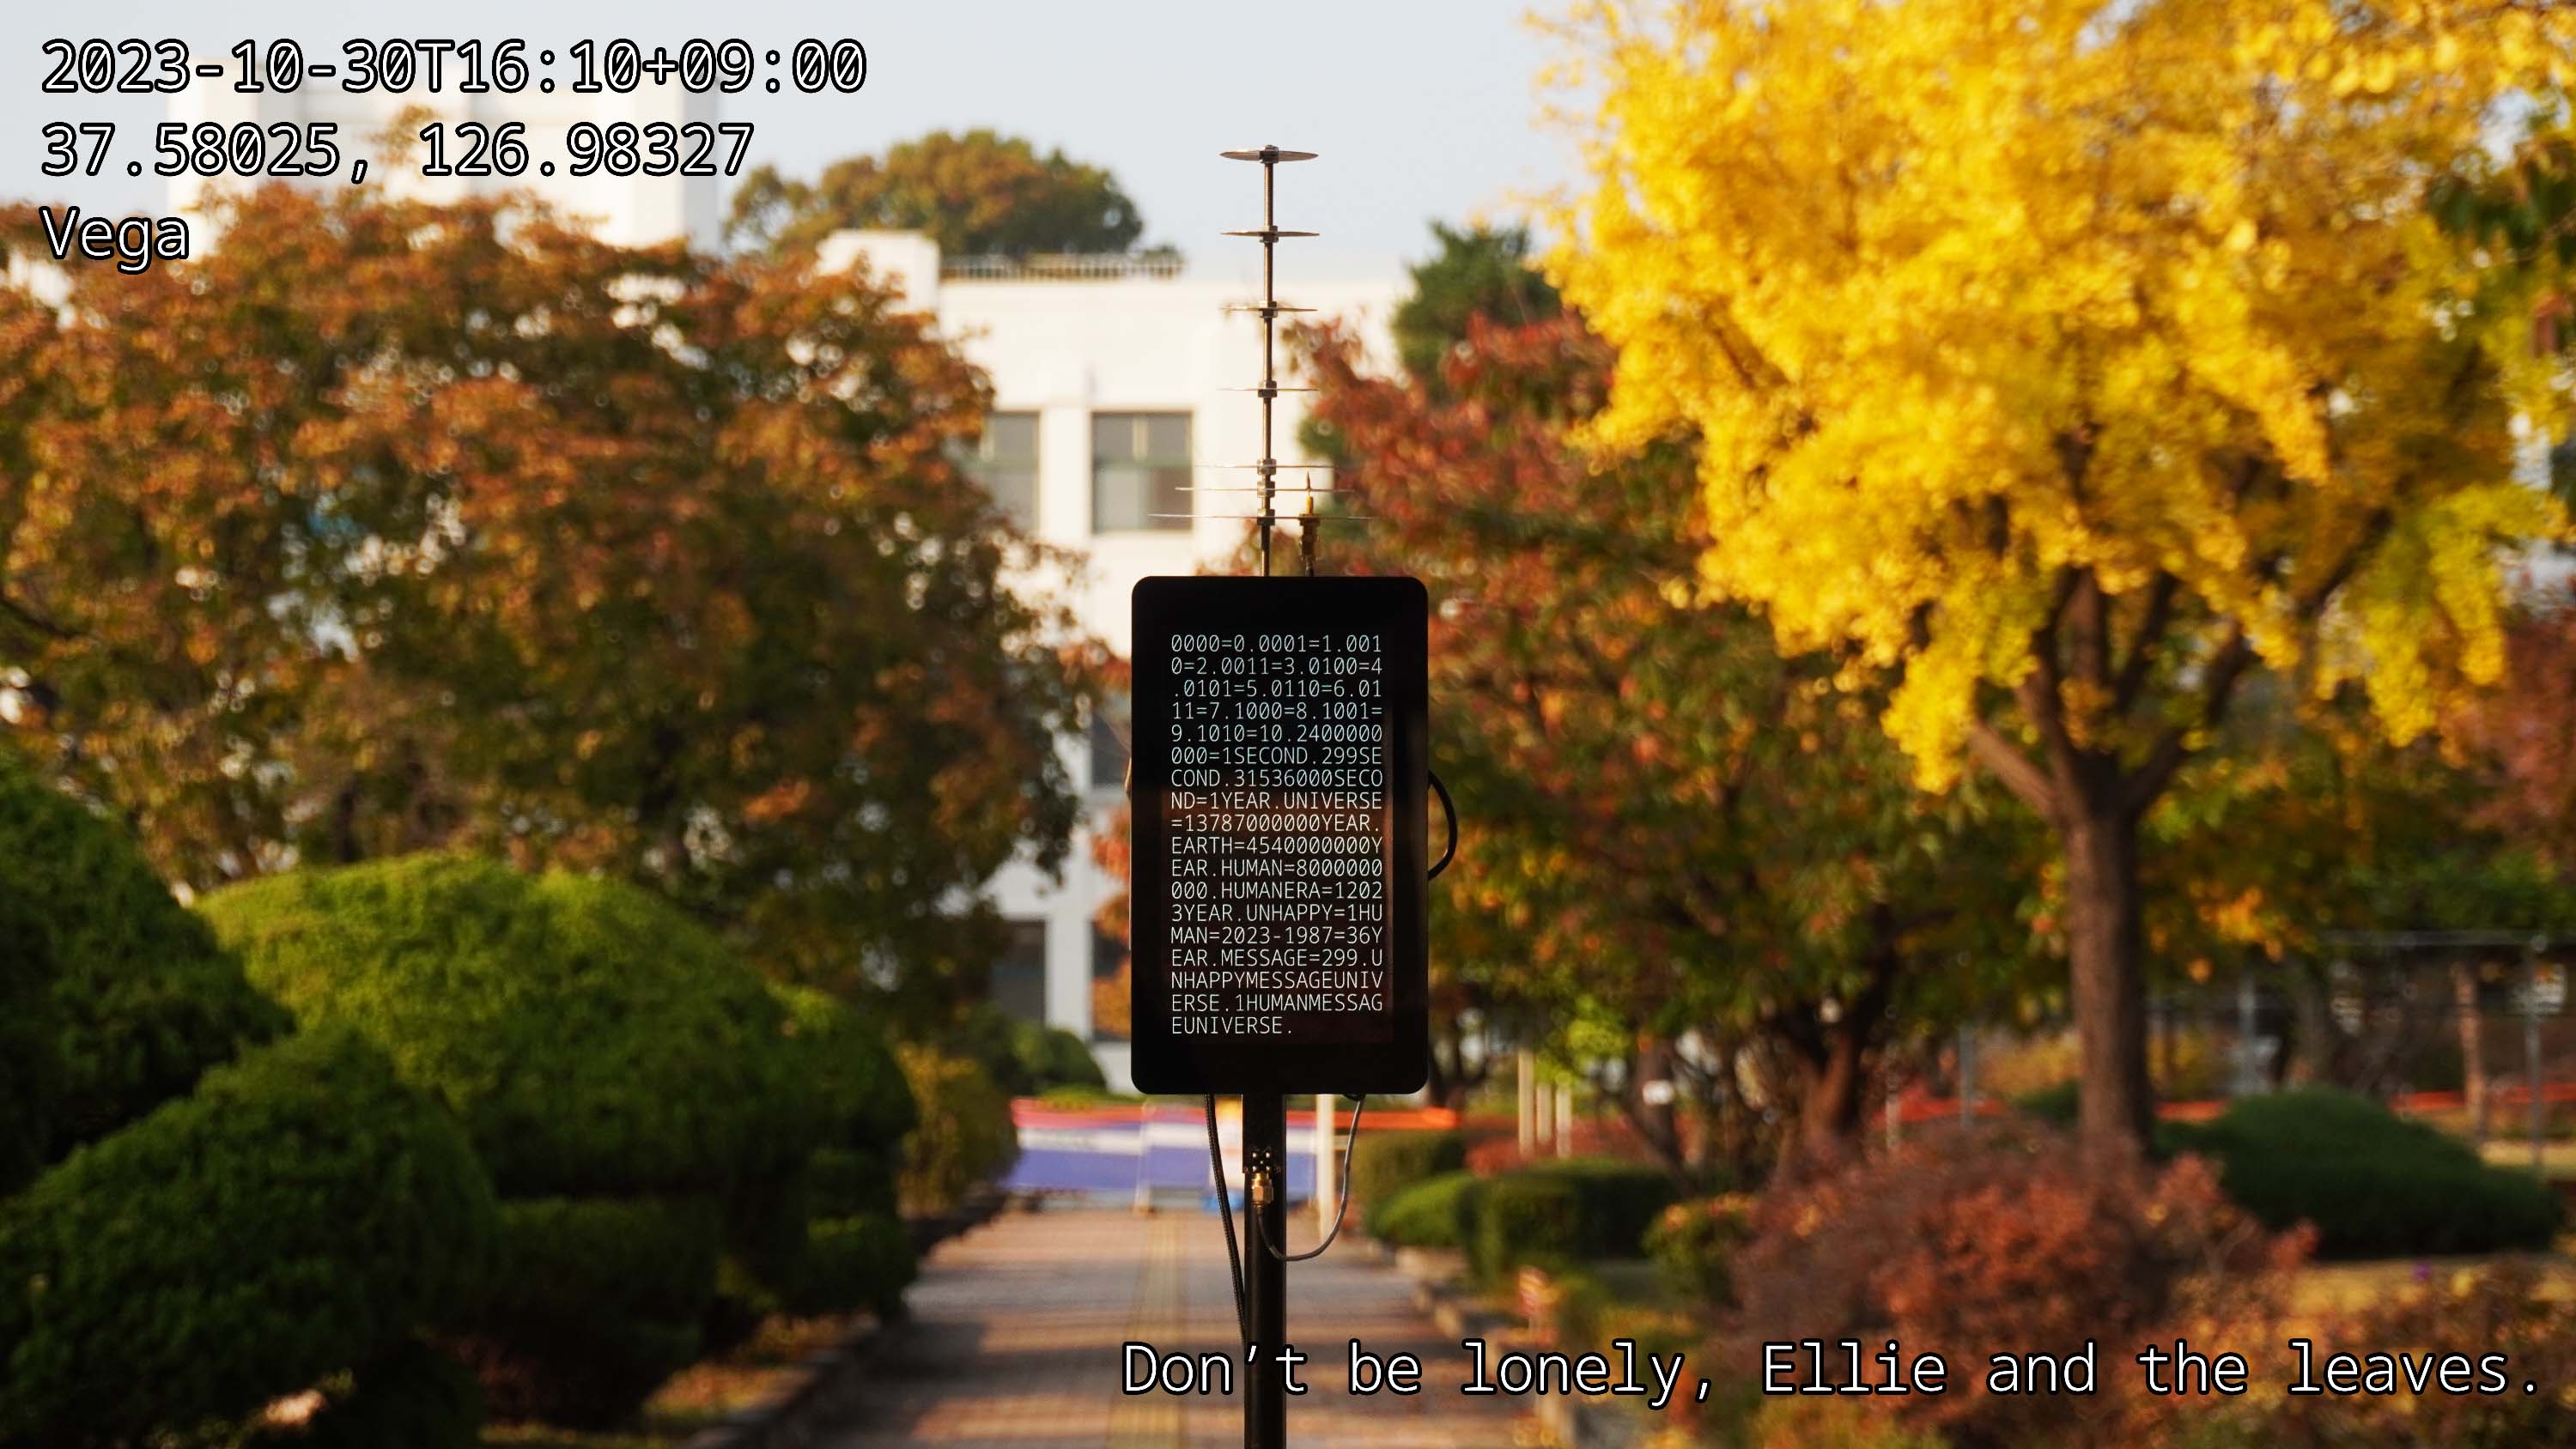 2023-10-30T16:10+09:00
37.58025, 126.98327
Vega
0000=0.0001=1.001
0=2.0011=3.0100=4
.0101=5.0110=6.01
11=7.1000=8.1001=
9.1010=10.2400000
000=1SECOND.299SE
COND.31536000SECO
ND=1YEAR.UNIVERSE
=13787000000YEAR.
EARTH=4540000000Y
EAR.HUMAN=8000000
000.HUMANERA=1202
3YEAR.UNHAPPY=1HU
MAN=2023-1987=36Y
EAR.MESSAGE=299.U
NHAPPYMESSAGEUNIV
ERSE.1HUMANMESSAG
EUNIVERSE.
Don't be lonely, Ellie and the leaves.